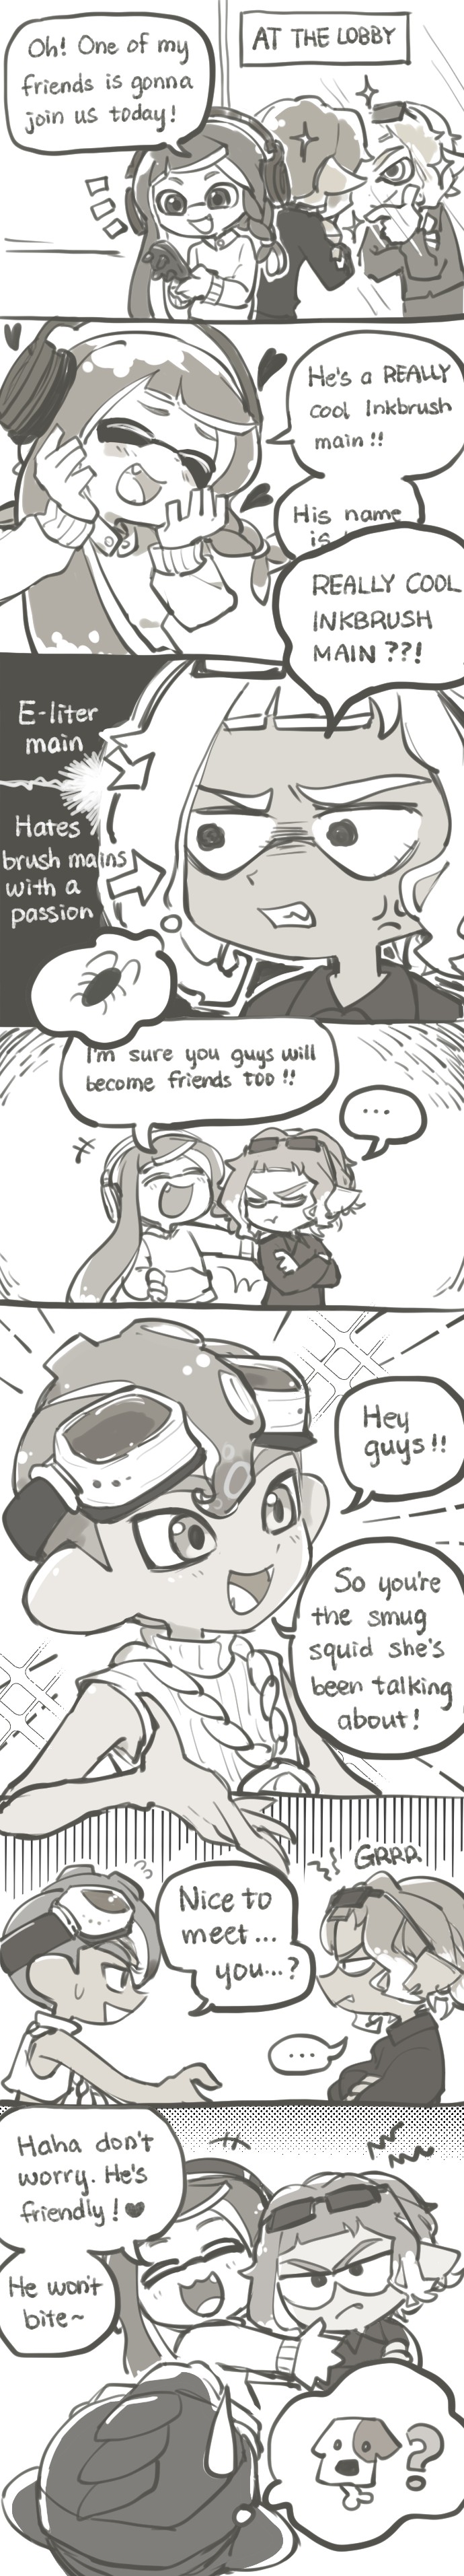 Oh! One of my
friends is gonna
join us today!
AT THE LOBBY
He's a REALLY
cool Inkbrush
main!!
His name
is
REALLY COOL
INKBRUSH
MAIN??!
E-liter
main
Hates
brush mains
with a
passion
I'm sure you guys will
become friends too!!
...
Hey
guys!!
So you're
the smug
squid she's
been talking
about!
GRRR
Nice to
meet...
you...?
...
Haha don't
worry. He's
friendly!
He won't
bite~
?